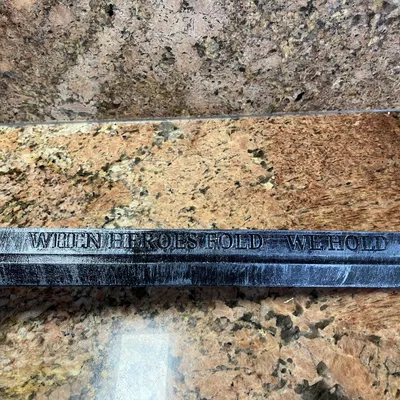 WHEN HEROES FOLD WE HOLD